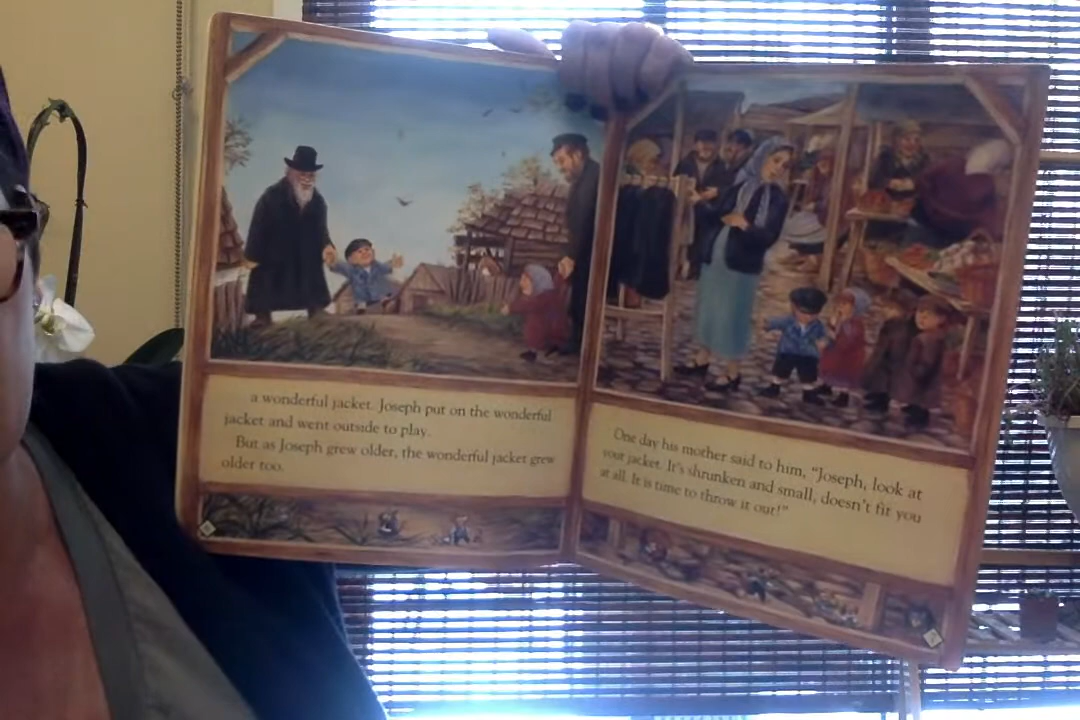 a wonderful jacket. Joseph put on the wonderful
jacket and went outside to play.
But as Joseph grew older, the wonderful jacket grew
older too.
One day his mother said to him, "Joseph, look at
your jacket. It's shrunken and small, doesn't fit you
at all. It is time to throw it out!"